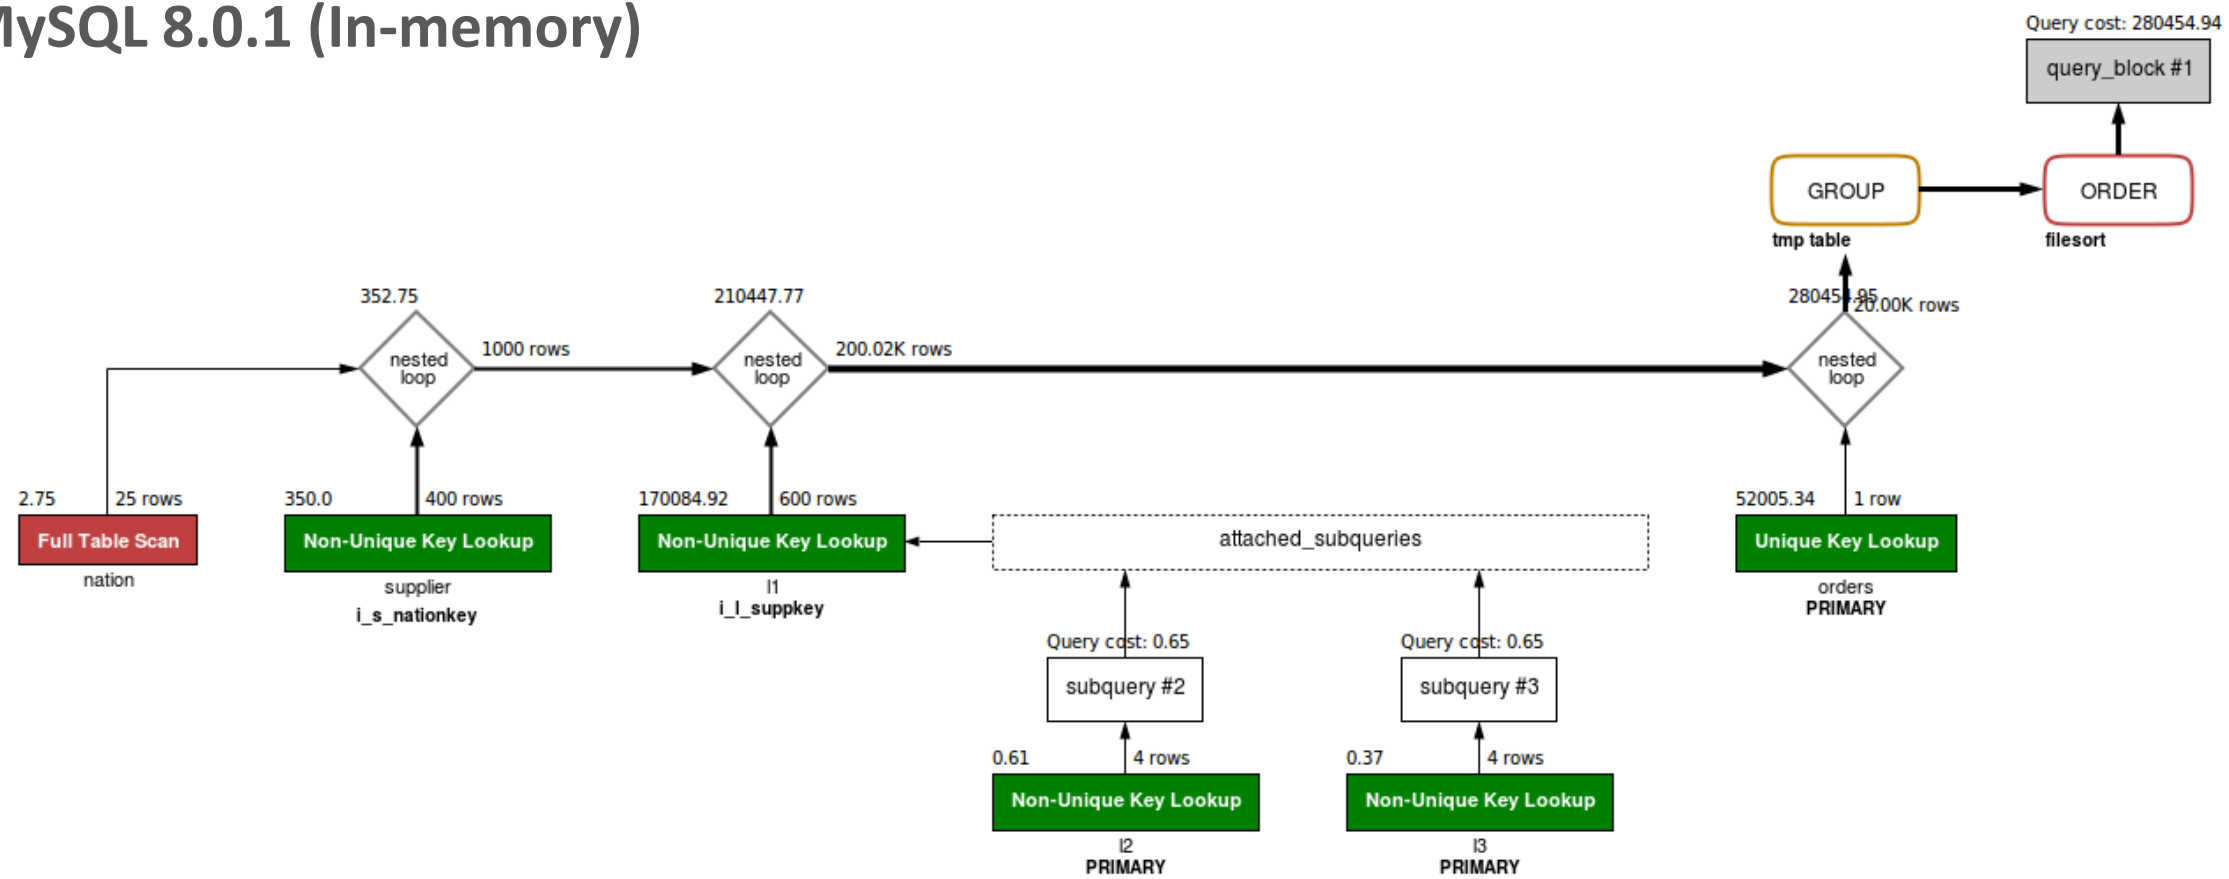 MySQL 8.0.1 (In-memory)
Query cost: 280454.94
query_block #1
GROUP
ORDER
tmp table
filesort
352.75
210447.77
280454.95
20.00K rows
nested
loop
1000 rows
nested
loop
200.02K rows
nested
loop
2.75
25 rows
350.0
400 rows
170084.92
600 rows
52005.34
1 row
Full Table Scan
Non-Unique Key Lookup
Non-Unique Key Lookup
attached_subqueries
Unique Key Lookup
nation
supplier
i_s_nationkey
l1
i_l_suppkey
orders
PRIMARY
Query cost: 0.65
Query cost: 0.65
subquery #2
subquery #3
0.61
4 rows
0.37
4 rows
Non-Unique Key Lookup
Non-Unique Key Lookup
l2
PRIMARY
l3
PRIMARY